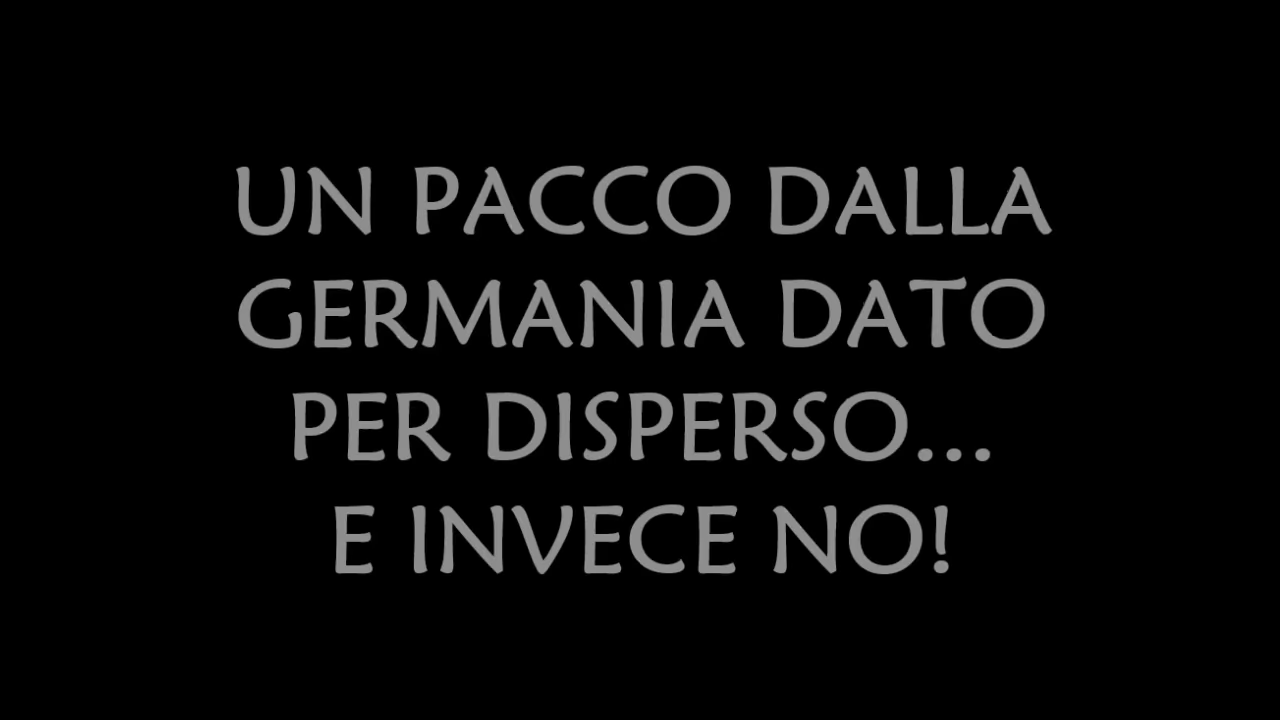 UN PACCO DALLA
GERMANIA DATO
PER DISPERSO...
E INVECE NO!